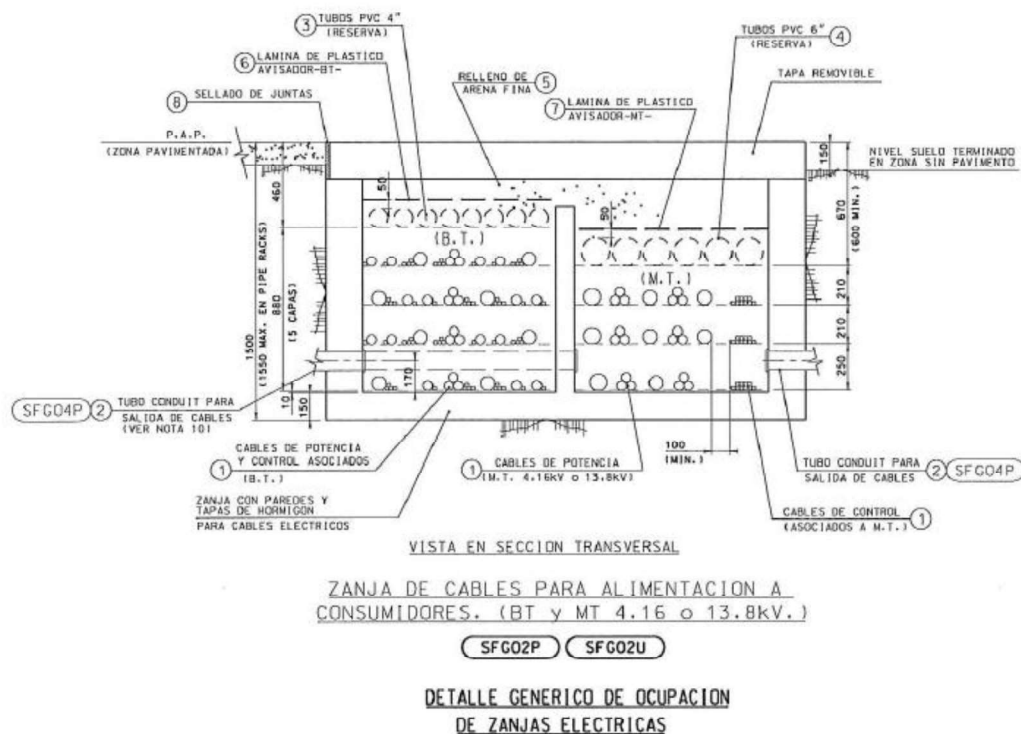 3 TUBOS PVC 4"
(RESERVA)
6 LAMINA DE PLASTICO
AVISADOR-BT-
8 SELLADO DE JUNTAS
P.A.P.
(ZONA PAVIMENTADA)
RELLENO DE
ARENA FINA 5
7 LAMINA DE PLASTICO
AVISADOR-MT-
TUBOS PVC 6" 4
(RESERVA)
TAPA REMOVIBLE
NIVEL SUELO TERMINADO
EN ZONA SIN PAVIMENTO
150
670
(600 MIN.)
210
210
250
50
50
(B.T.)
(M.T.)
460
880
(5 CAPAS)
1500
(1550 MAX. EN PIPE RACKS)
170
10
150
100
(MIN.)
SFG04P 2 TUBO CONDUIT PARA
SALIDA DE CABLES
(VER NOTA 10)
1 CABLES DE POTENCIA
Y CONTROL ASOCIADOS
(B.T.)
ZANJA CON PAREDES Y
TAPAS DE HORMIGON
PARA CABLES ELECTRICOS
1 CABLES DE POTENCIA
(M.T. 4.16kV o 13.8kV)
TUBO CONDUIT PARA
SALIDA DE CABLES 2 SFG04P
CABLES DE CONTROL
(ASOCIADOS A M.T.) 1
VISTA EN SECCION TRANSVERSAL
ZANJA DE CABLES PARA ALIMENTACION A
CONSUMIDORES. (BT y MT 4.16 o 13.8kV.)
SFG02P SFG02U
DETALLE GENERICO DE OCUPACION
DE ZANJAS ELECTRICAS